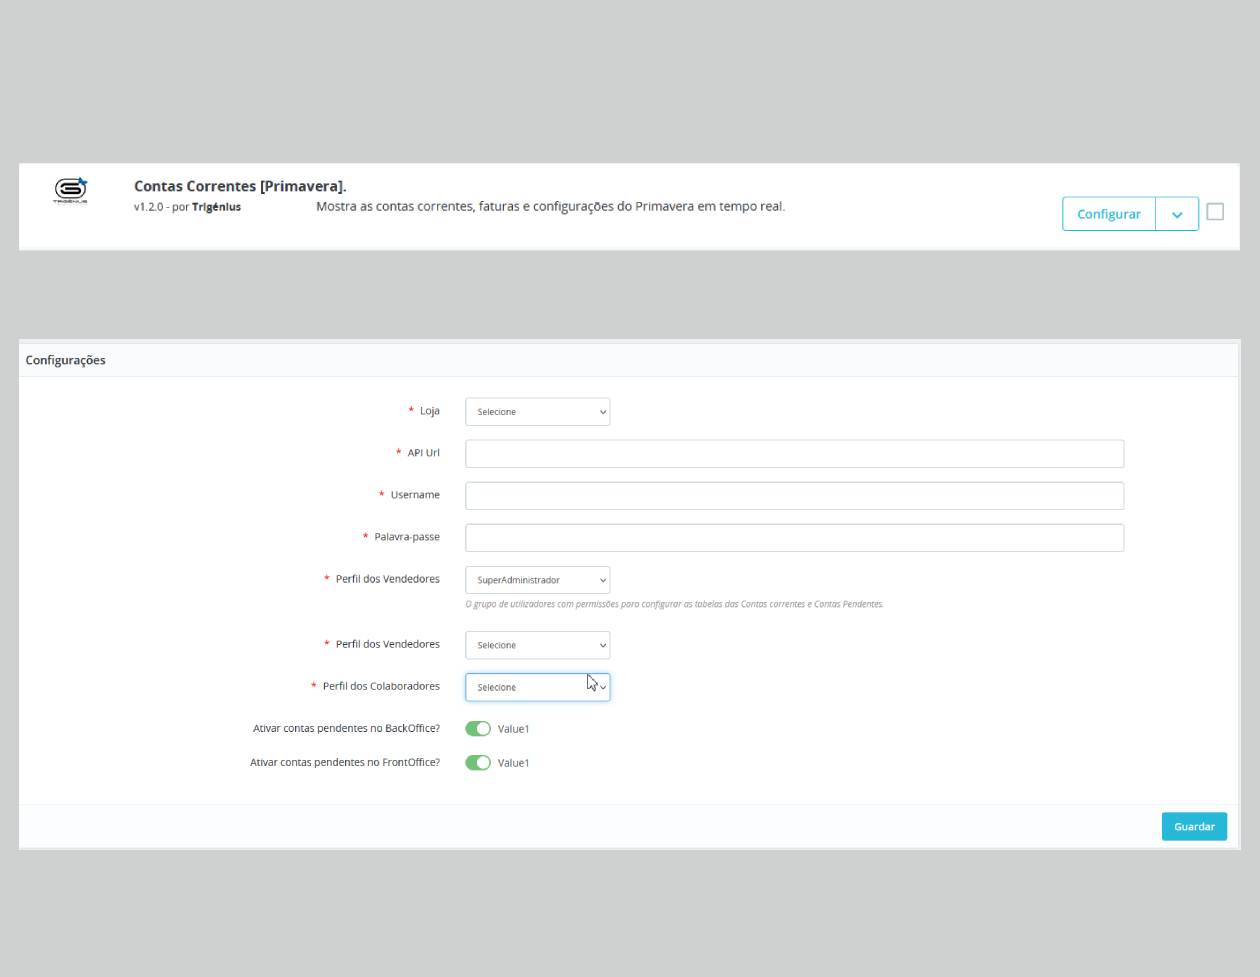 TRIGÉNIUS
Contas Correntes [Primavera].
v1.2.0 - por Trigénius
Mostra as contas correntes, faturas e configurações do Primavera em tempo real.
Configurar
Configurações
* Loja
Selecione
* API Url
* Username
* Palavra-passe
* Perfil dos Vendedores
SuperAdministrador
O grupo de utilizadores com permissões para configurar as tabelas das Contas correntes e Contas Pendentes.
* Perfil dos Vendedores
Selecione
* Perfil dos Colaboradores
Selecione
Ativar contas pendentes no BackOffice?
Value1
Ativar contas pendentes no FrontOffice?
Value1
Guardar